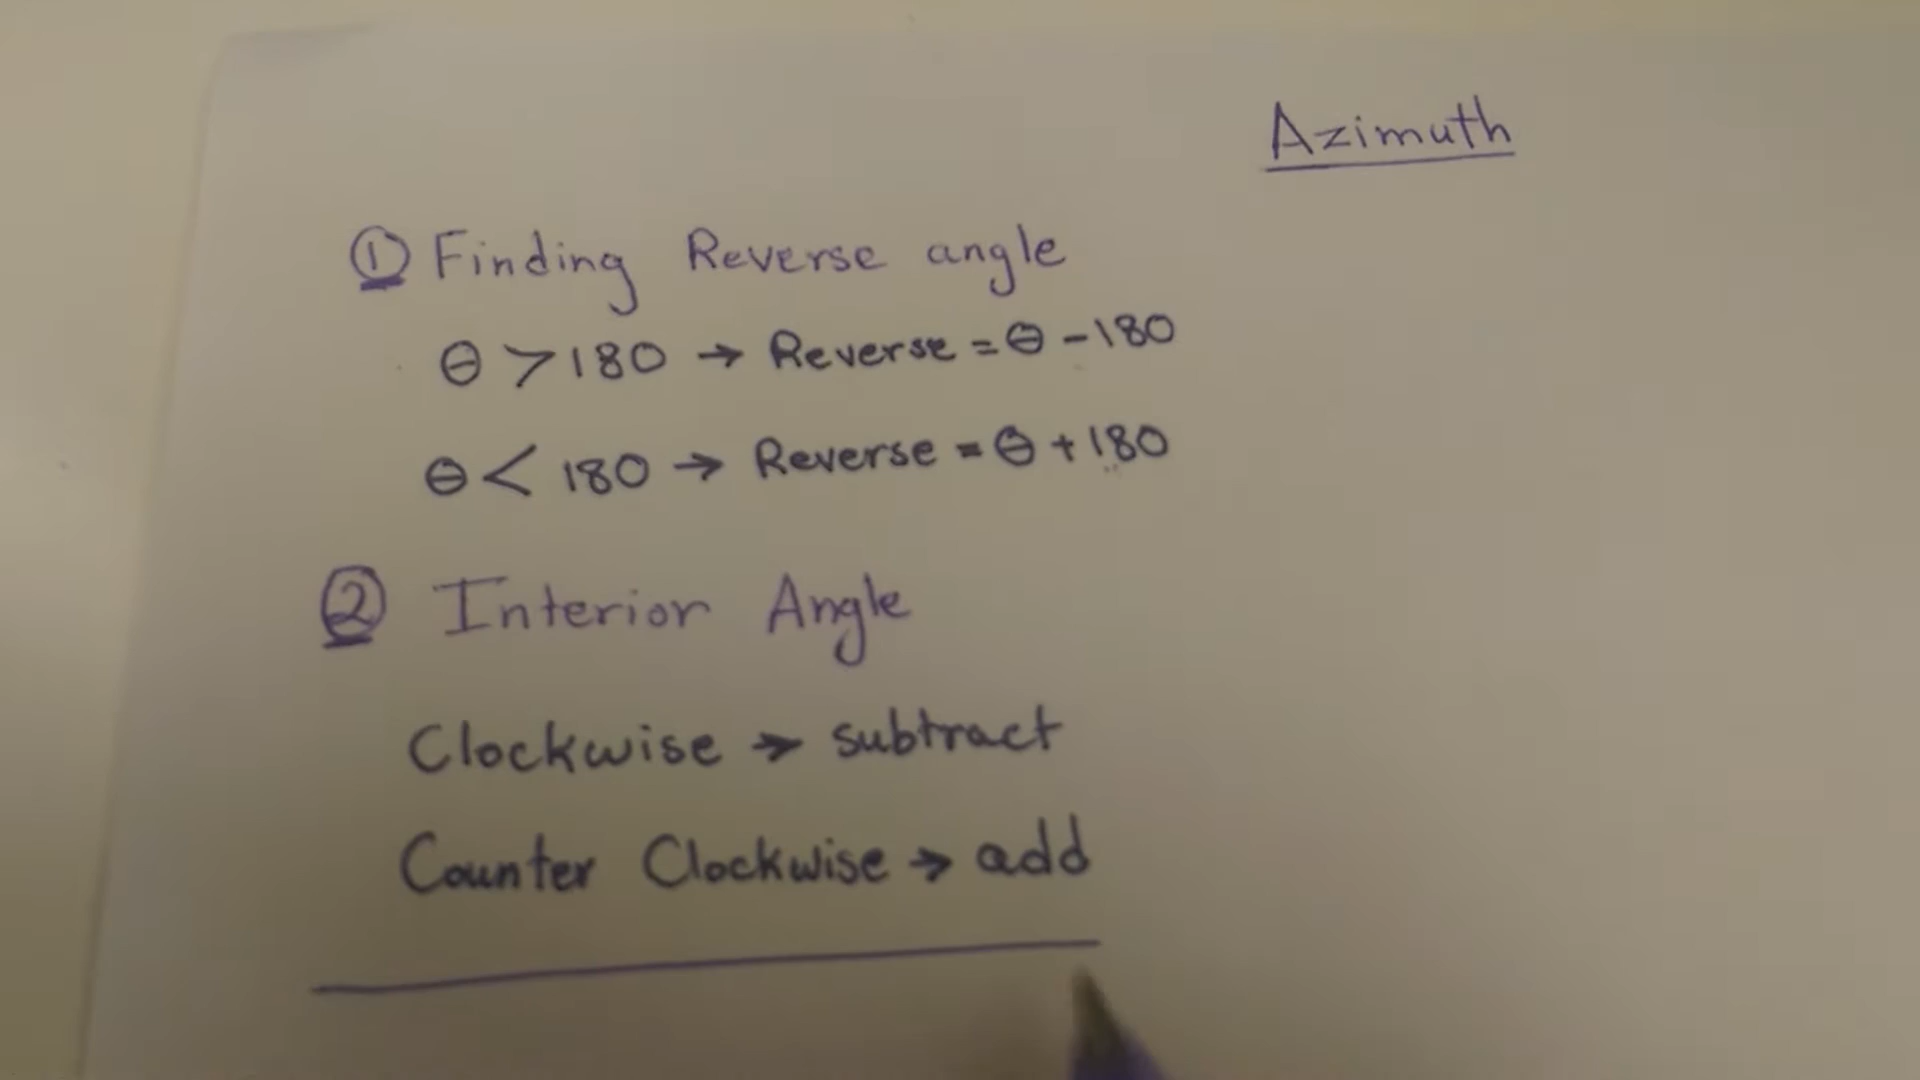 Azimuth
① Finding Reverse angle
θ > 180 → Reverse = θ - 180
θ < 180 → Reverse = θ + 180
② Interior Angle
Clockwise → subtract
Counter Clockwise → add